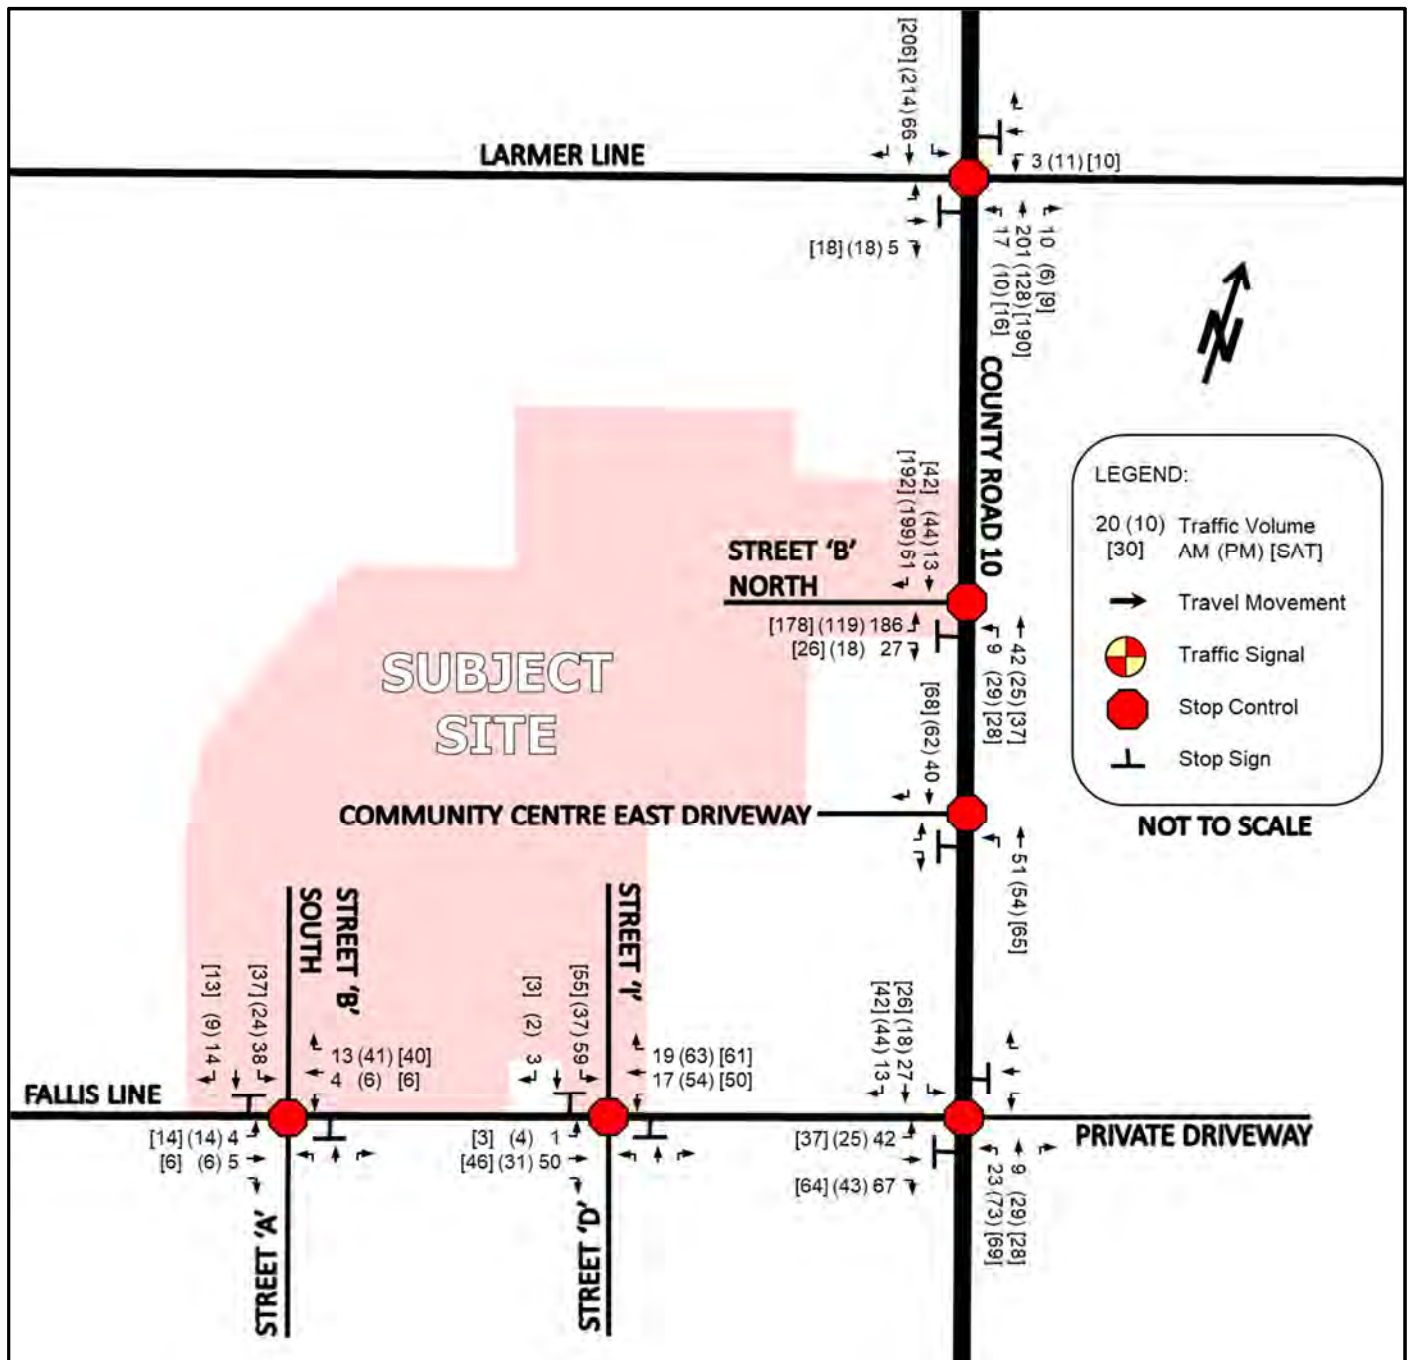 [206] (214) 66
LARMER LINE
3 (11) [10]
[18] (18) 5
10 (6) [9]
201 (128) [190]
17 (10) [16]
N
COUNTY ROAD 10
LEGEND:
20 (10) Traffic Volume
[30] AM (PM) [SAT]
Travel Movement
Traffic Signal
Stop Control
Stop Sign
NOT TO SCALE
[42] (44) 13
[192] (199) 61
STREET 'B'
NORTH
[178] (119) 186
[26] (18) 27
42 (25) [37]
9 (29) [28]
SUBJECT
SITE
[68] (62) 40
COMMUNITY CENTRE EAST DRIVEWAY
51 (54) [65]
STREET 'B'
SOUTH
[37] (24) 38
[13] (9) 14
13 (41) [40]
4 (6) [6]
STREET 'I'
[55] (37) 59
[3] (2) 3
19 (63) [61]
17 (54) [50]
[26] (18) 27
[42] (44) 13
FALLIS LINE
[14] (14) 4
[6] (6) 5
STREET 'A'
[3] (4) 1
[46] (31) 50
STREET 'D'
[37] (25) 42
[64] (43) 67
PRIVATE DRIVEWAY
9 (29) [28]
23 (73) [69]